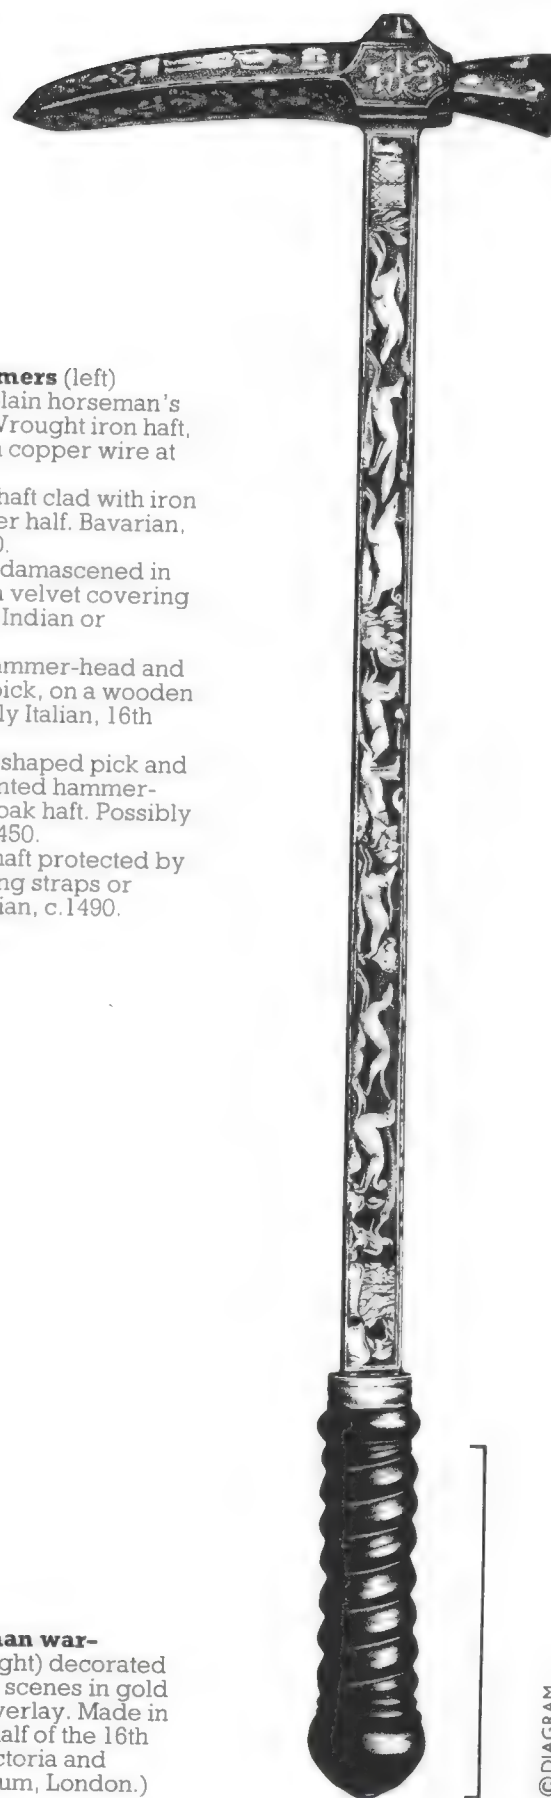 mers (left)
lain horseman's
Wrought iron haft,
copper wire at
haft clad with iron
er half. Bavarian,
0.
damascened in
velvet covering
Indian or
mmer-head and
pick, on a wooden
ly Italian, 16th
shaped pick and
nted hammer-
oak haft. Possibly
450.
haft protected by
ng straps or
ian, c.1490.
an war-
ght) decorated
scenes in gold
verlay. Made in
alf of the 16th
ctoria and
um, London.)
©DIAGRAM